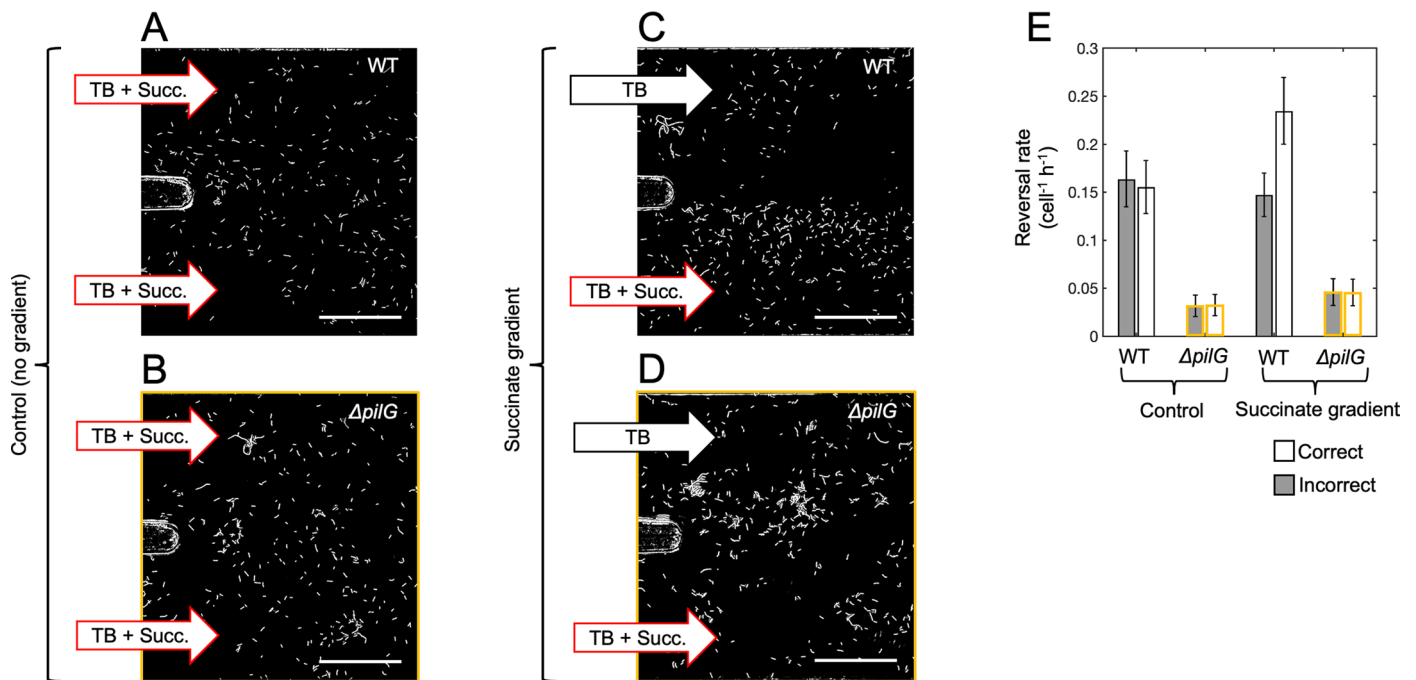 A
Control (no gradient)
TB + Succ.
WT
TB + Succ.
B
TB + Succ.
ΔpilG
TB + Succ.
C
Succinate gradient
TB
WT
TB + Succ.
D
TB
ΔpilG
TB + Succ.
E
Reversal rate
(cell⁻¹ h⁻¹)
0.3
0.25
0.2
0.15
0.1
0.05
0
WT
ΔpilG
WT
ΔpilG
Control
Succinate gradient
Correct
Incorrect